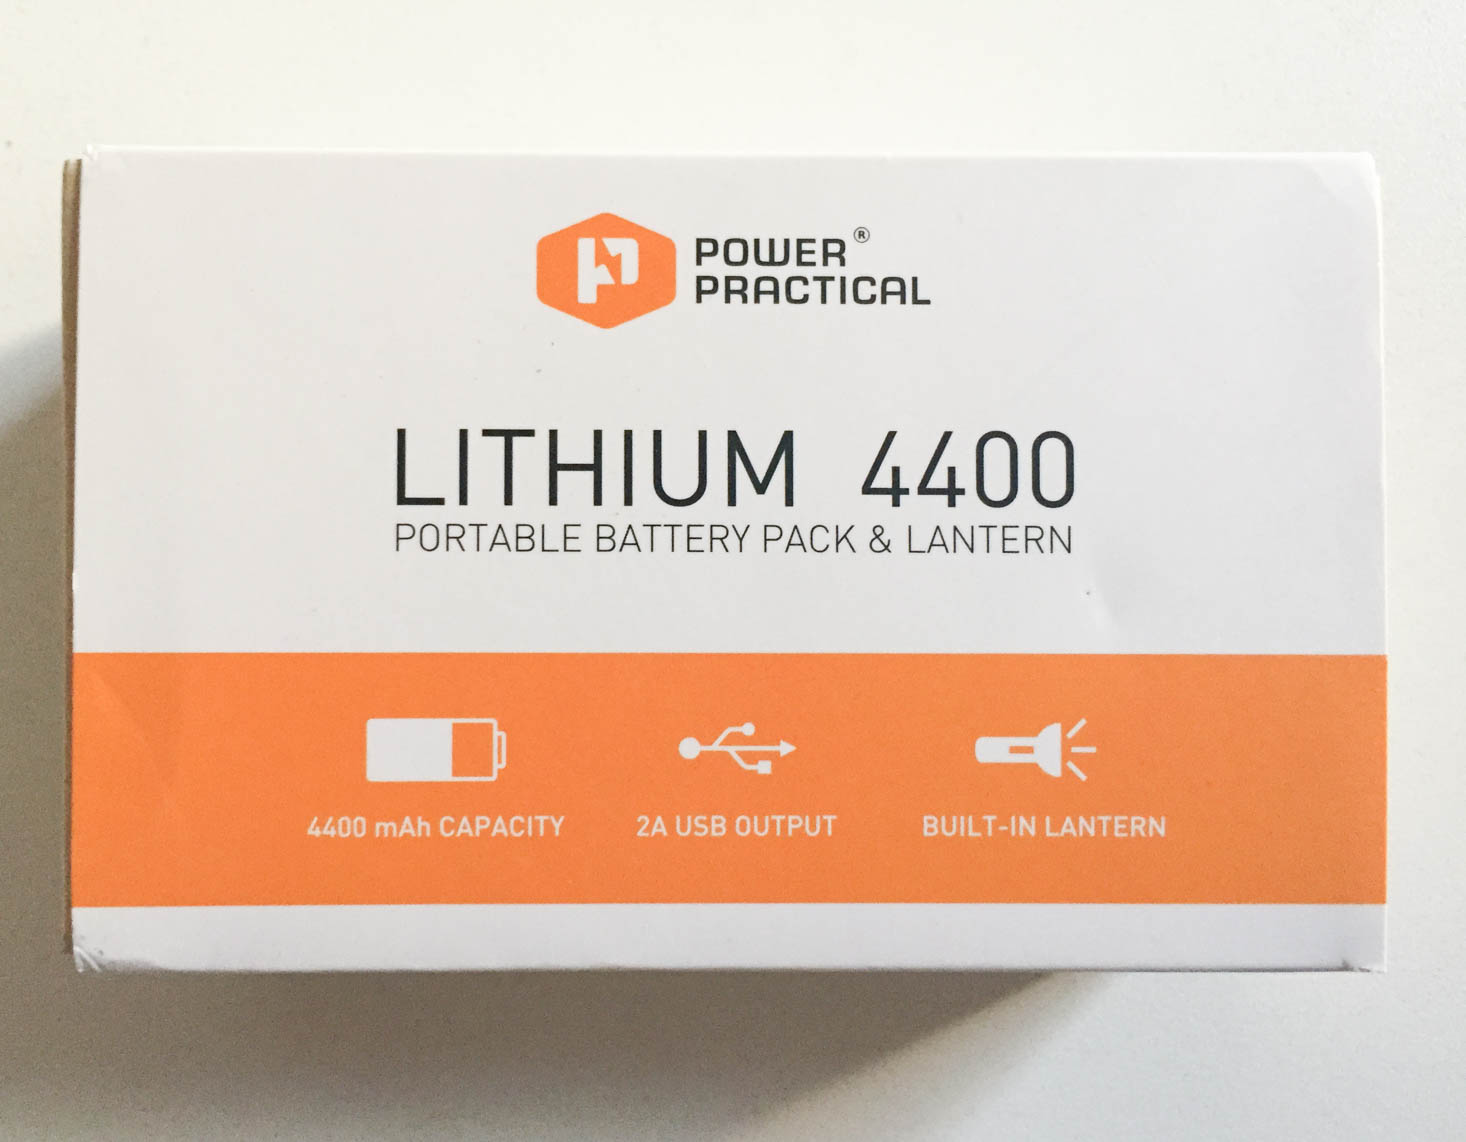 POWER®
PRACTICAL
LITHIUM 4400
PORTABLE BATTERY PACK & LANTERN
4400 mAh CAPACITY
2A USB OUTPUT
BUILT-IN LANTERN